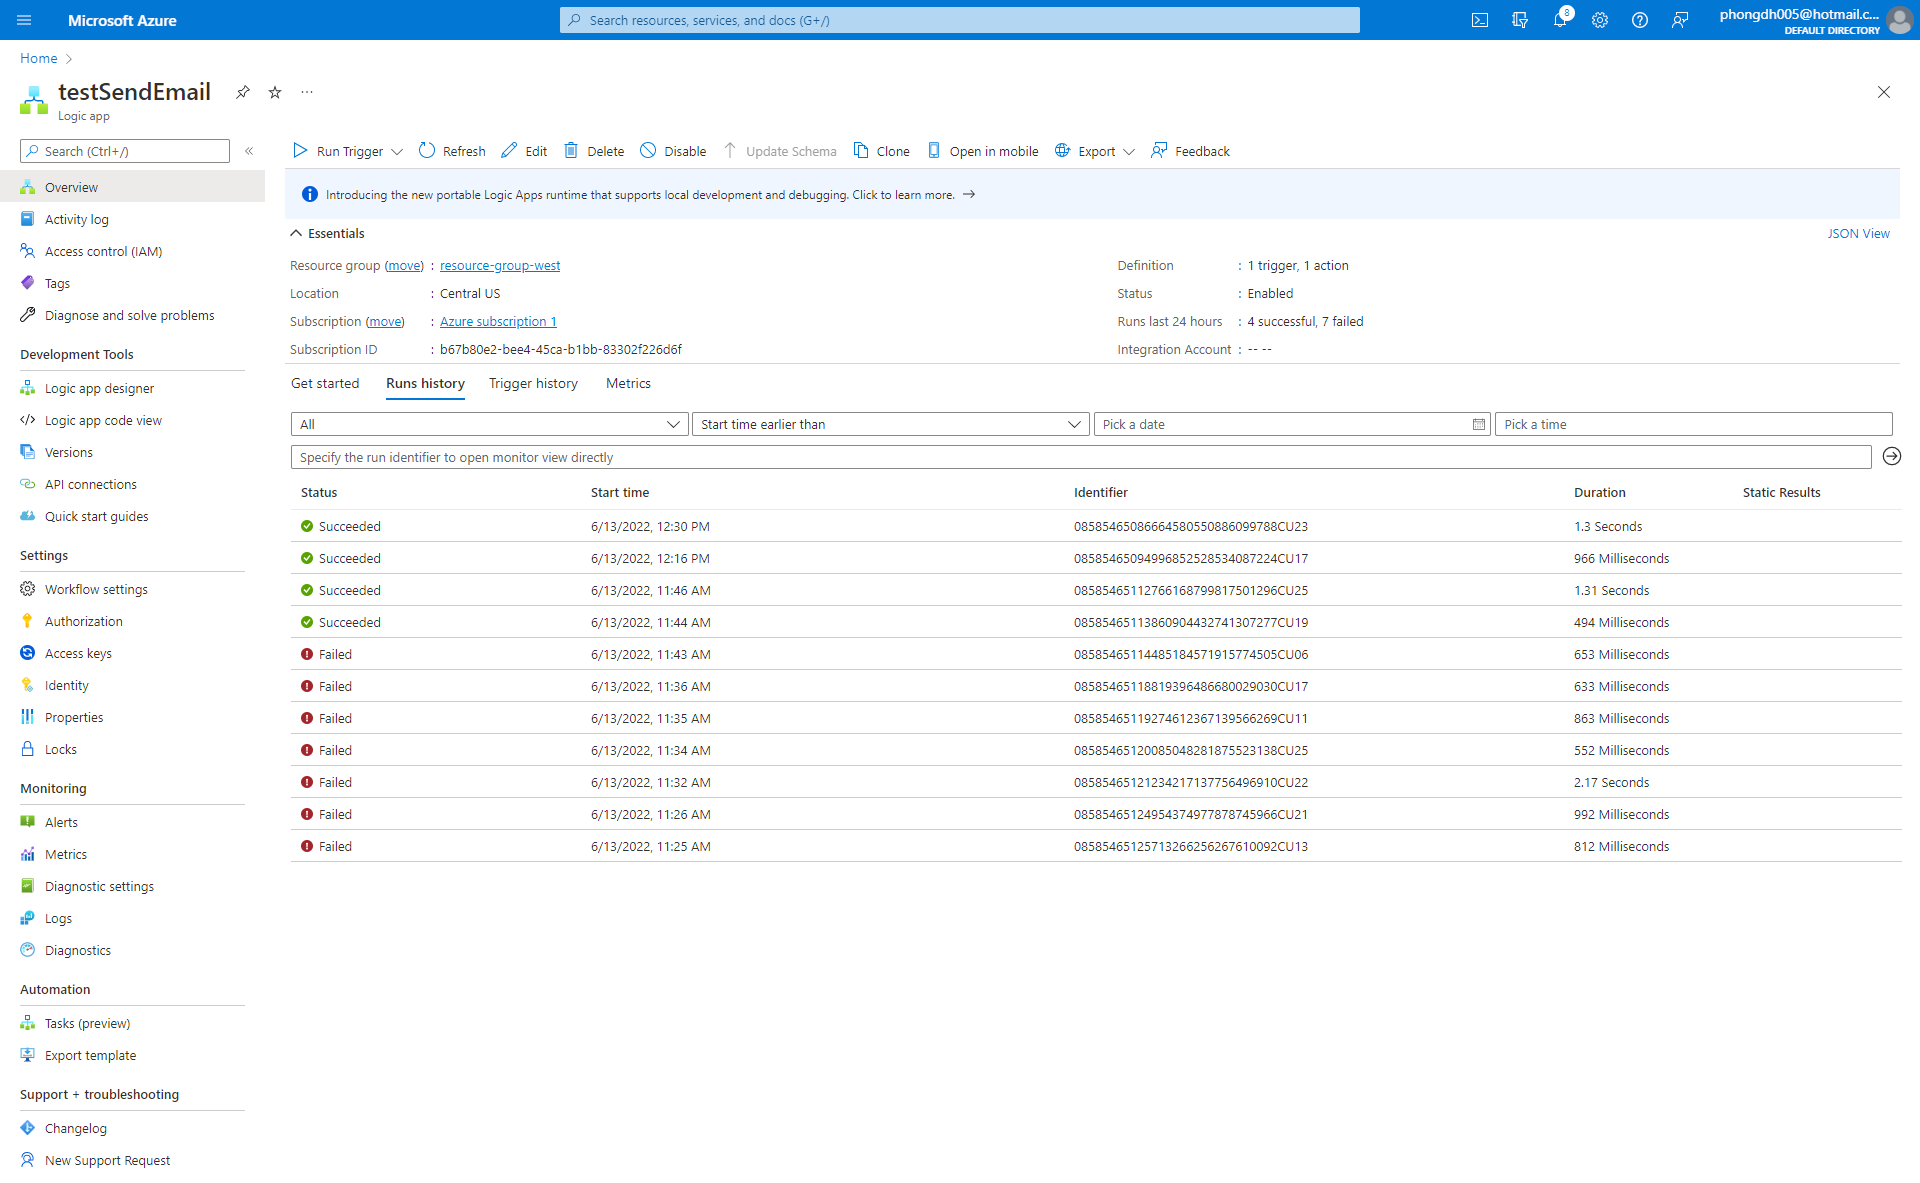 Microsoft Azure
Search resources, services, and docs (G+/)
8
phongdh005@hotmail.c...
DEFAULT DIRECTORY
Home
testSendEmail
Logic app
Search (Ctrl+/)
Run Trigger Refresh Edit Delete Disable Update Schema Clone Open in mobile Export Feedback
Introducing the new portable Logic Apps runtime that supports local development and debugging. Click to learn more. →
Overview
Activity log
Access control (IAM)
Tags
Diagnose and solve problems
Development Tools
Logic app designer
Logic app code view
Versions
API connections
Quick start guides
Settings
Workflow settings
Authorization
Access keys
Identity
Properties
Locks
Monitoring
Alerts
Metrics
Diagnostic settings
Logs
Diagnostics
Automation
Tasks (preview)
Export template
Support + troubleshooting
Changelog
New Support Request
Essentials
JSON View
Resource group (move) : resource-group-west
Location : Central US
Subscription (move) : Azure subscription 1
Subscription ID : b67b80e2-bee4-45ca-b1bb-83302f226d6f
Definition : 1 trigger, 1 action
Status : Enabled
Runs last 24 hours : 4 successful, 7 failed
Integration Account : -- --
Get started Runs history Trigger history Metrics
All Start time earlier than Pick a date Pick a time
Specify the run identifier to open monitor view directly
Status Start time Identifier Duration Static Results
Succeeded 6/13/2022, 12:30 PM 08585465086664580550886099788CU23 1.3 Seconds
Succeeded 6/13/2022, 12:16 PM 08585465094996852528534087224CU17 966 Milliseconds
Succeeded 6/13/2022, 11:46 AM 08585465112766168799817501296CU25 1.31 Seconds
Succeeded 6/13/2022, 11:44 AM 08585465113860904432741307277CU19 494 Milliseconds
Failed 6/13/2022, 11:43 AM 08585465114485184571915774505CU06 653 Milliseconds
Failed 6/13/2022, 11:36 AM 08585465118819396486680029030CU17 633 Milliseconds
Failed 6/13/2022, 11:35 AM 08585465119274612367139566269CU11 863 Milliseconds
Failed 6/13/2022, 11:34 AM 08585465120085048281875523138CU25 552 Milliseconds
Failed 6/13/2022, 11:32 AM 08585465121234217137756496910CU22 2.17 Seconds
Failed 6/13/2022, 11:26 AM 08585465124954374977878745966CU21 992 Milliseconds
Failed 6/13/2022, 11:25 AM 08585465125713266256267610092CU13 812 Milliseconds